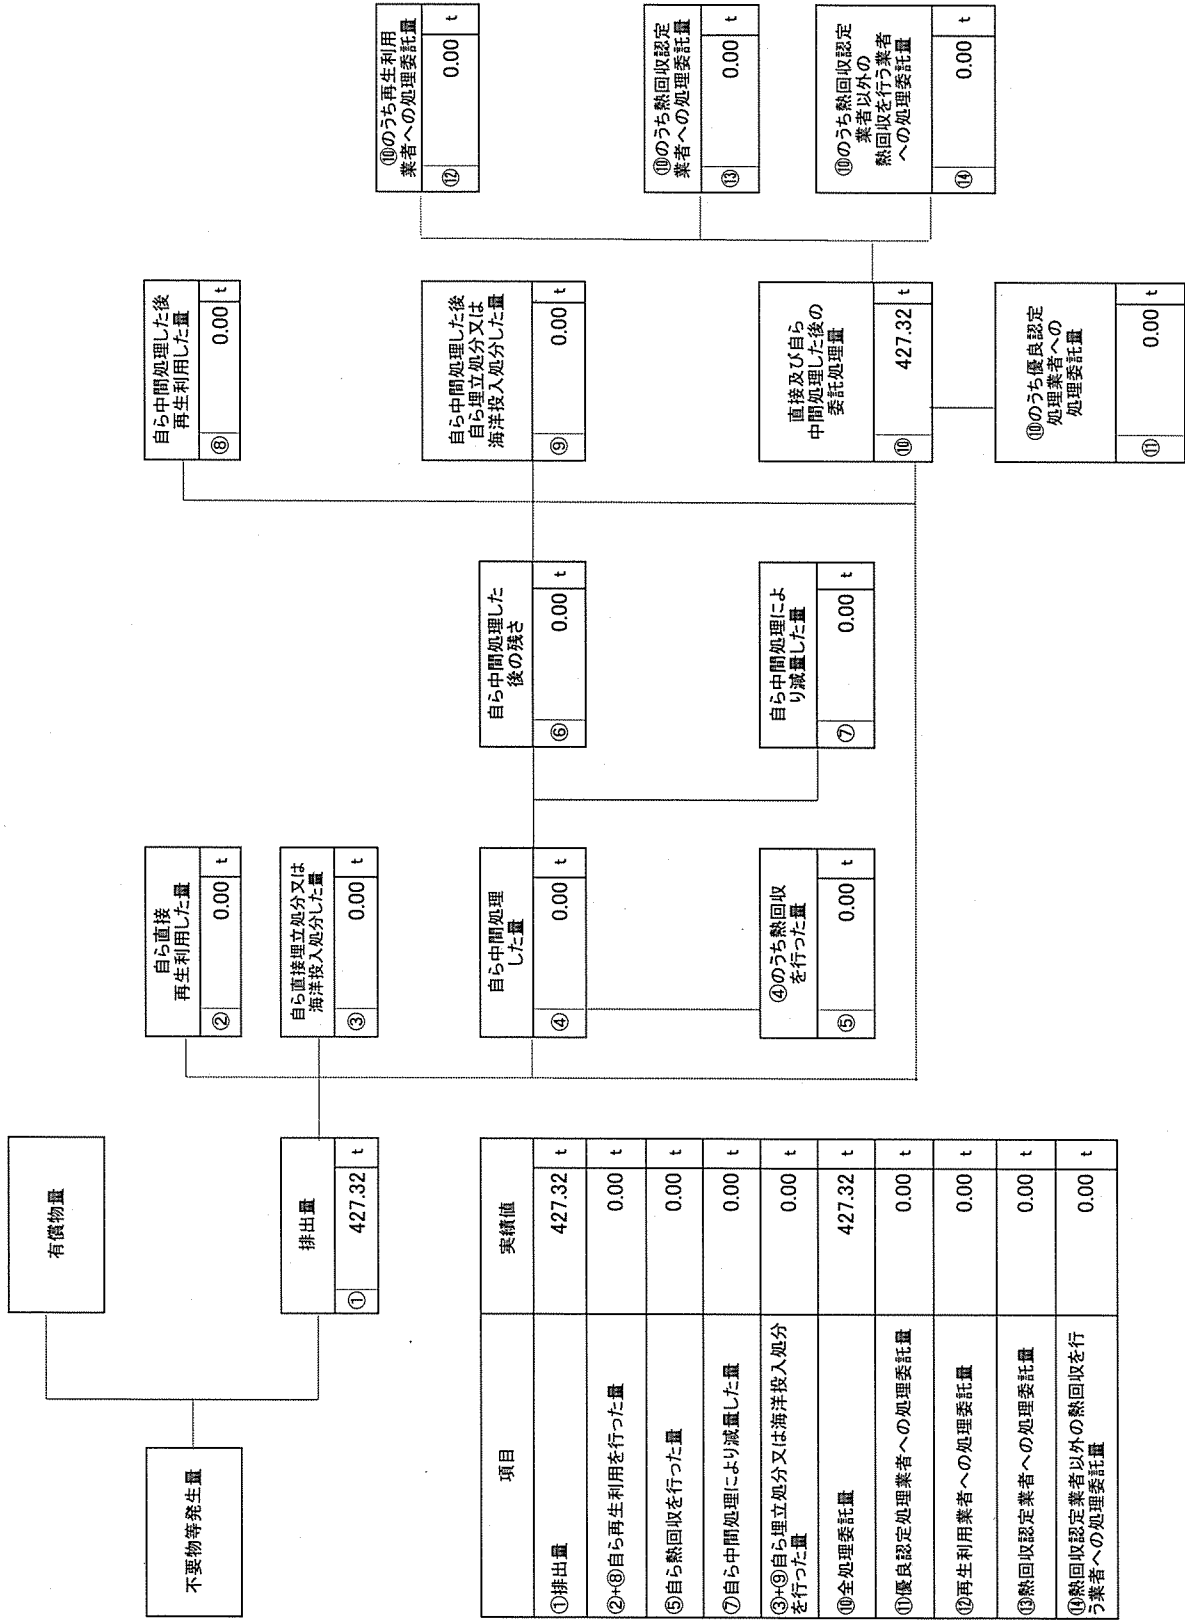 不要物等発生量
有償物量
排出量
① 427.32 t
自ら直接
再生利用した量
② 0.00 t
自ら直接埋立処分又は
海洋投入処分した量
③ 0.00 t
自ら中間処理
した量
④ 0.00 t
④のうち熱回収
を行った量
⑤ 0.00 t
自ら中間処理した
後の残さ
⑥ 0.00 t
自ら中間処理によ
り減量した量
⑦ 0.00 t
自ら中間処理した後
再生利用した量
⑧ 0.00 t
自ら中間処理した後
自ら埋立処分又は
海洋投入処分した量
⑨ 0.00 t
直接及び自ら
中間処理した後の
委託処理量
⑩ 427.32 t
⑩のうち優良認定
処理業者への
処理委託量
⑪ 0.00 t
⑩のうち再生利用
業者への処理委託量
⑫ 0.00 t
⑩のうち熱回収認定
業者への処理委託量
⑬ 0.00 t
⑩のうち熱回収認定
業者以外の
熱回収を行う業者
への処理委託量
⑭ 0.00 t
項目 実績値
①排出量 427.32 t
②+⑧自ら再生利用を行った量 0.00 t
⑤自ら熱回収を行った量 0.00 t
⑦自ら中間処理により減量した量 0.00 t
③+⑨自ら埋立処分又は海洋投入処分
を行った量 0.00 t
⑩全処理委託量 427.32 t
⑪優良認定処理業者への処理委託量 0.00 t
⑫再生利用業者への処理委託量 0.00 t
⑬熱回収認定業者への処理委託量 0.00 t
⑭熱回収認定業者以外の熱回収を行
う業者への処理委託量 0.00 t